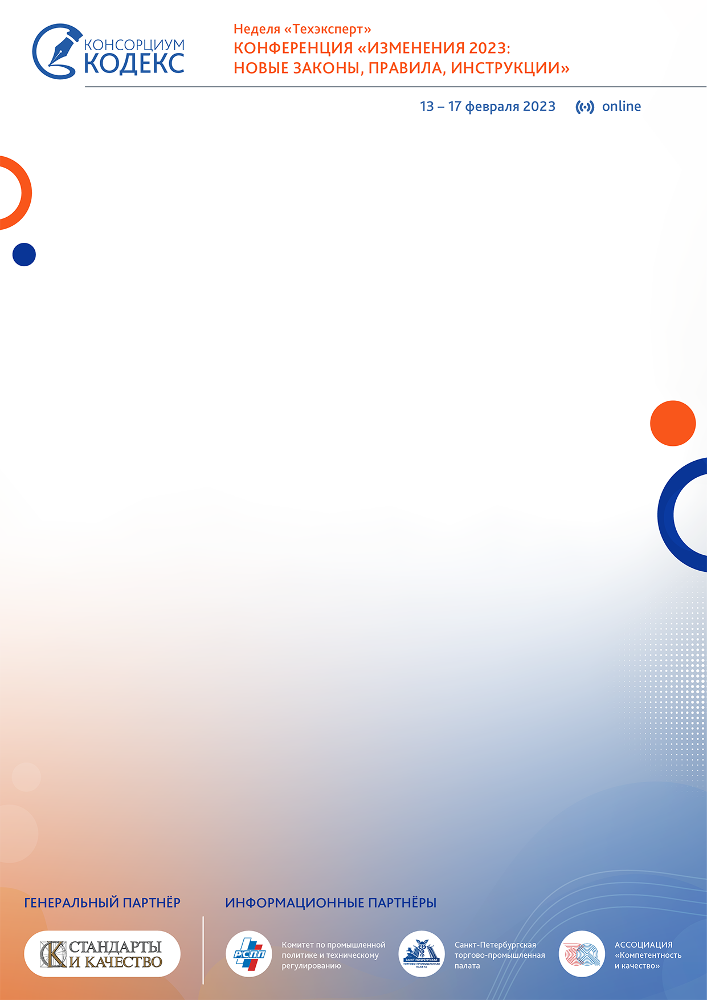 КОНСОРЦИУМ
КОДЕКС
Неделя «Техэксперт»
КОНФЕРЕНЦИЯ «ИЗМЕНЕНИЯ 2023:
НОВЫЕ ЗАКОНЫ, ПРАВИЛА, ИНСТРУКЦИИ»
13 – 17 февраля 2023
online
ГЕНЕРАЛЬНЫЙ ПАРТНЁР
СК СТАНДАРТЫ
И КАЧЕСТВО
ИНФОРМАЦИОННЫЕ ПАРТНЁРЫ
РСПП
Комитет по промышленной
политике и техническому
регулированию
САНКТ-ПЕТЕРБУРГСКАЯ
ТОРГОВО-ПРОМЫШЛЕННАЯ
ПАЛАТА
Санкт-Петербургская
торгово-промышленная
палата
АССОЦИАЦИЯ
«Компетентность
и качество»